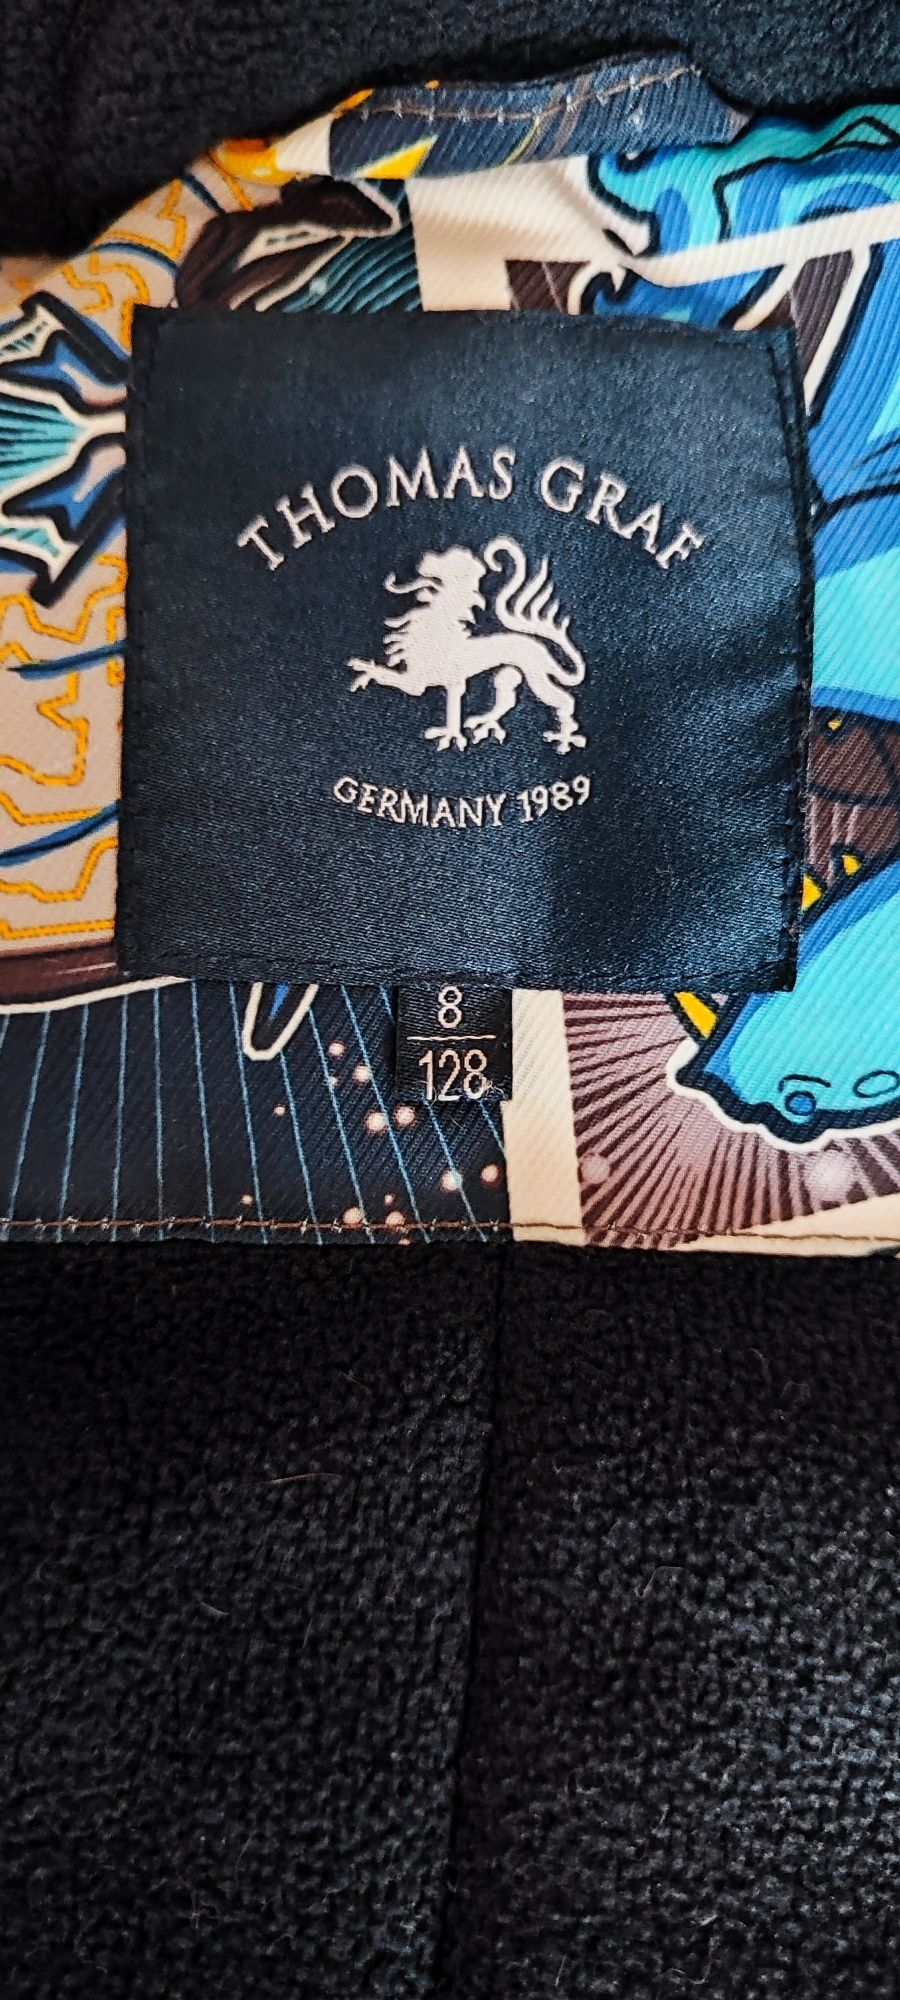 THOMAS GRAF
GERMANY 1989
8
128